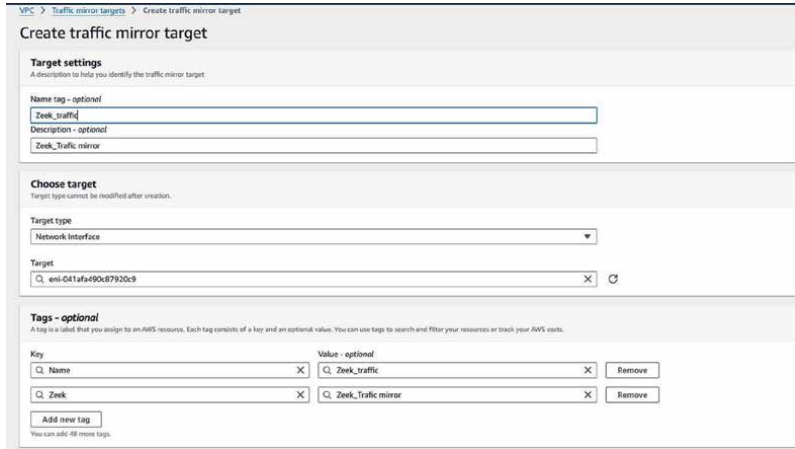 VPC > Traffic mirror targets > Create traffic mirror target
Create traffic mirror target
Target settings
A description to help you identify the traffic mirror target
Name tag - optional
Zeek_traffic
Description - optional
Zeek_Trafic mirror
Choose target
Target type cannot be modified after creation.
Target type
Network Interface
Target
eni-041afa490c87920c9
Tags - optional
A tag is a label that you assign to an AWS resource. Each tag consists of a key and an optional value. You can use tags to search and filter your resources or track your AWS costs.
Key Value - optional
Name Zeek_traffic Remove
Zeek Zeek_Trafic mirror Remove
Add new tag
You can add 48 more tags.